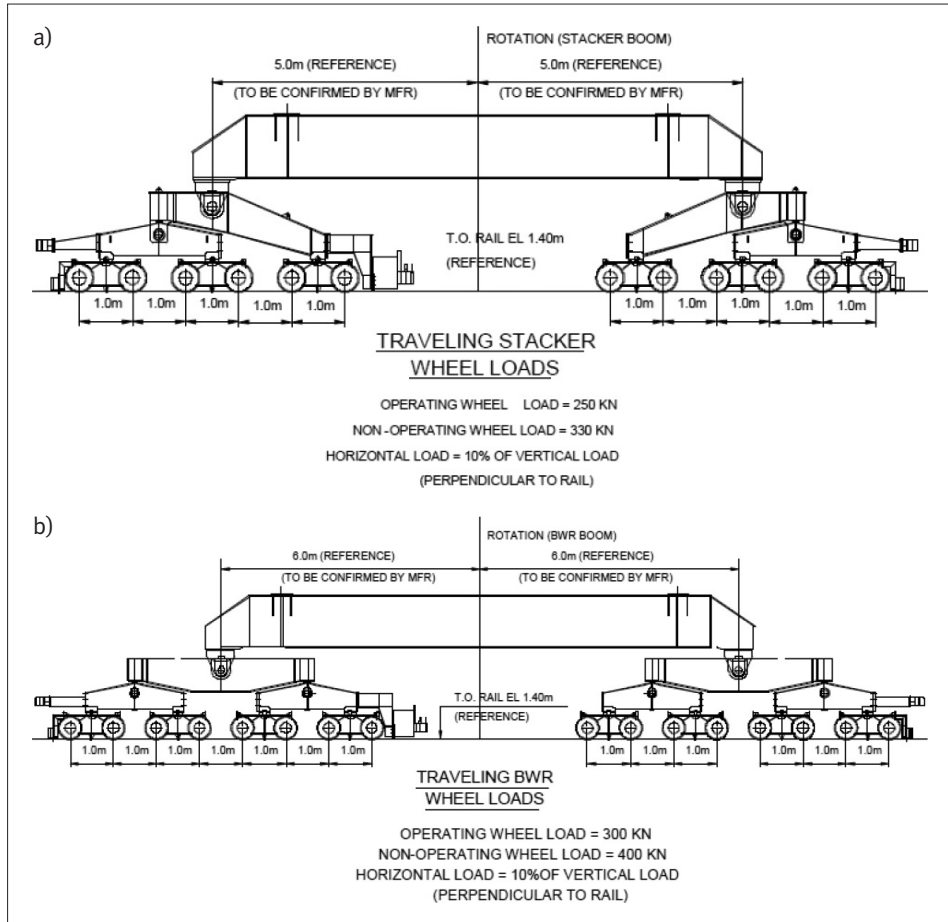 a)
ROTATION (STACKER BOOM)
5.0m (REFERENCE) 5.0m (REFERENCE)
(TO BE CONFIRMED BY MFR) (TO BE CONFIRMED BY MFR)
T.O. RAIL EL 1.40m
(REFERENCE)
1.0m 1.0m 1.0m 1.0m 1.0m 1.0m 1.0m 1.0m 1.0m 1.0m
TRAVELING STACKER
WHEEL LOADS
OPERATING WHEEL LOAD = 250 KN
NON-OPERATING WHEEL LOAD = 330 KN
HORIZONTAL LOAD = 10% OF VERTICAL LOAD
(PERPENDICULAR TO RAIL)
b)
ROTATION (BWR BOOM)
6.0m (REFERENCE) 6.0m (REFERENCE)
(TO BE CONFIRMED BY MFR) (TO BE CONFIRMED BY MFR)
T.O. RAIL EL 1.40m
(REFERENCE)
1.0m 1.0m 1.0m 1.0m 1.0m 1.0m 1.0m 1.0m 1.0m 1.0m 1.0m 1.0m 1.0m
TRAVELING BWR
WHEEL LOADS
OPERATING WHEEL LOAD = 300 KN
NON-OPERATING WHEEL LOAD = 400 KN
HORIZONTAL LOAD = 10%OF VERTICAL LOAD
(PERPENDICULAR TO RAIL)